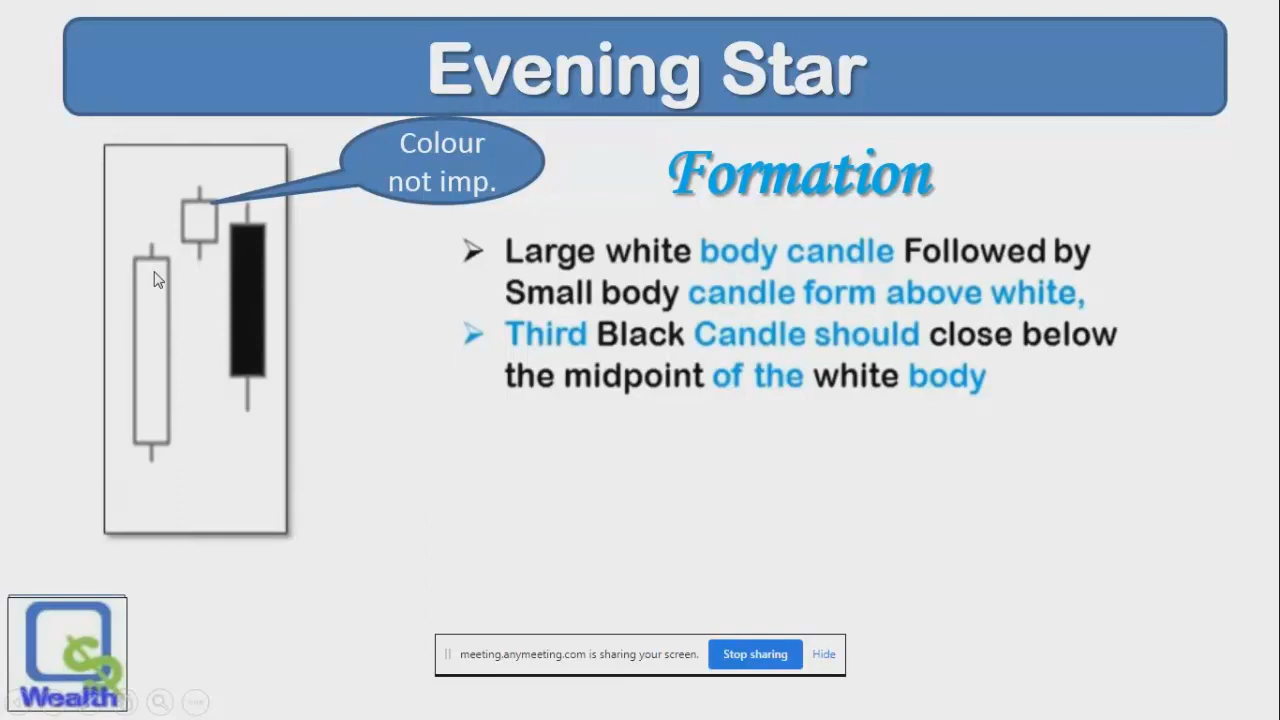 Evening Star
Colour
not imp.
Formation
Large white body candle Followed by
Small body candle form above white,
Third Black Candle should close below
the midpoint of the white body
meeting.anymeeting.com is sharing your screen. Stop sharing Hide
Wealth